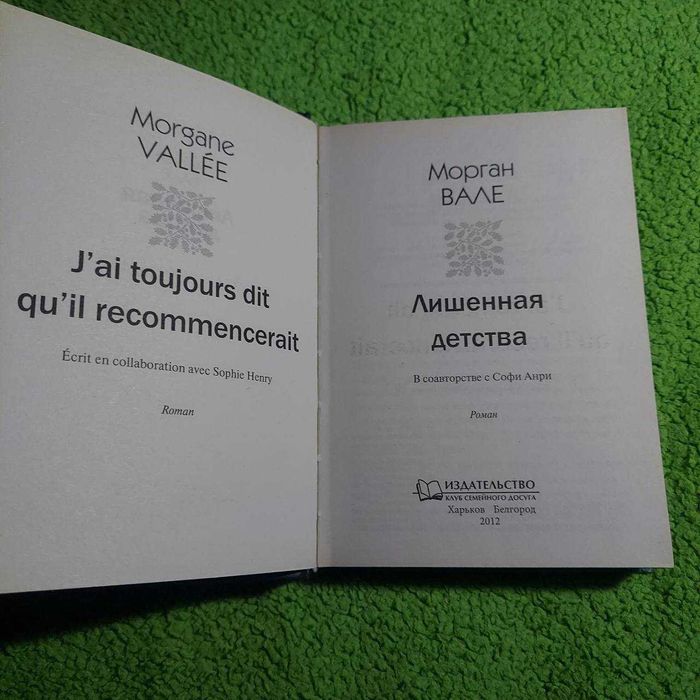 Morgane
VALLÉE
J'ai toujours dit
qu'il recommencerait
Écrit en collaboration avec Sophie Henry
Roman
Морган
ВАЛЕ
Лишенная
детства
В соавторстве с Софи Анри
Роман
ИЗДАТЕЛЬСТВО
КЛУБ СЕМЕЙНОГО ДОСУГА
Харьков Белгород
2012